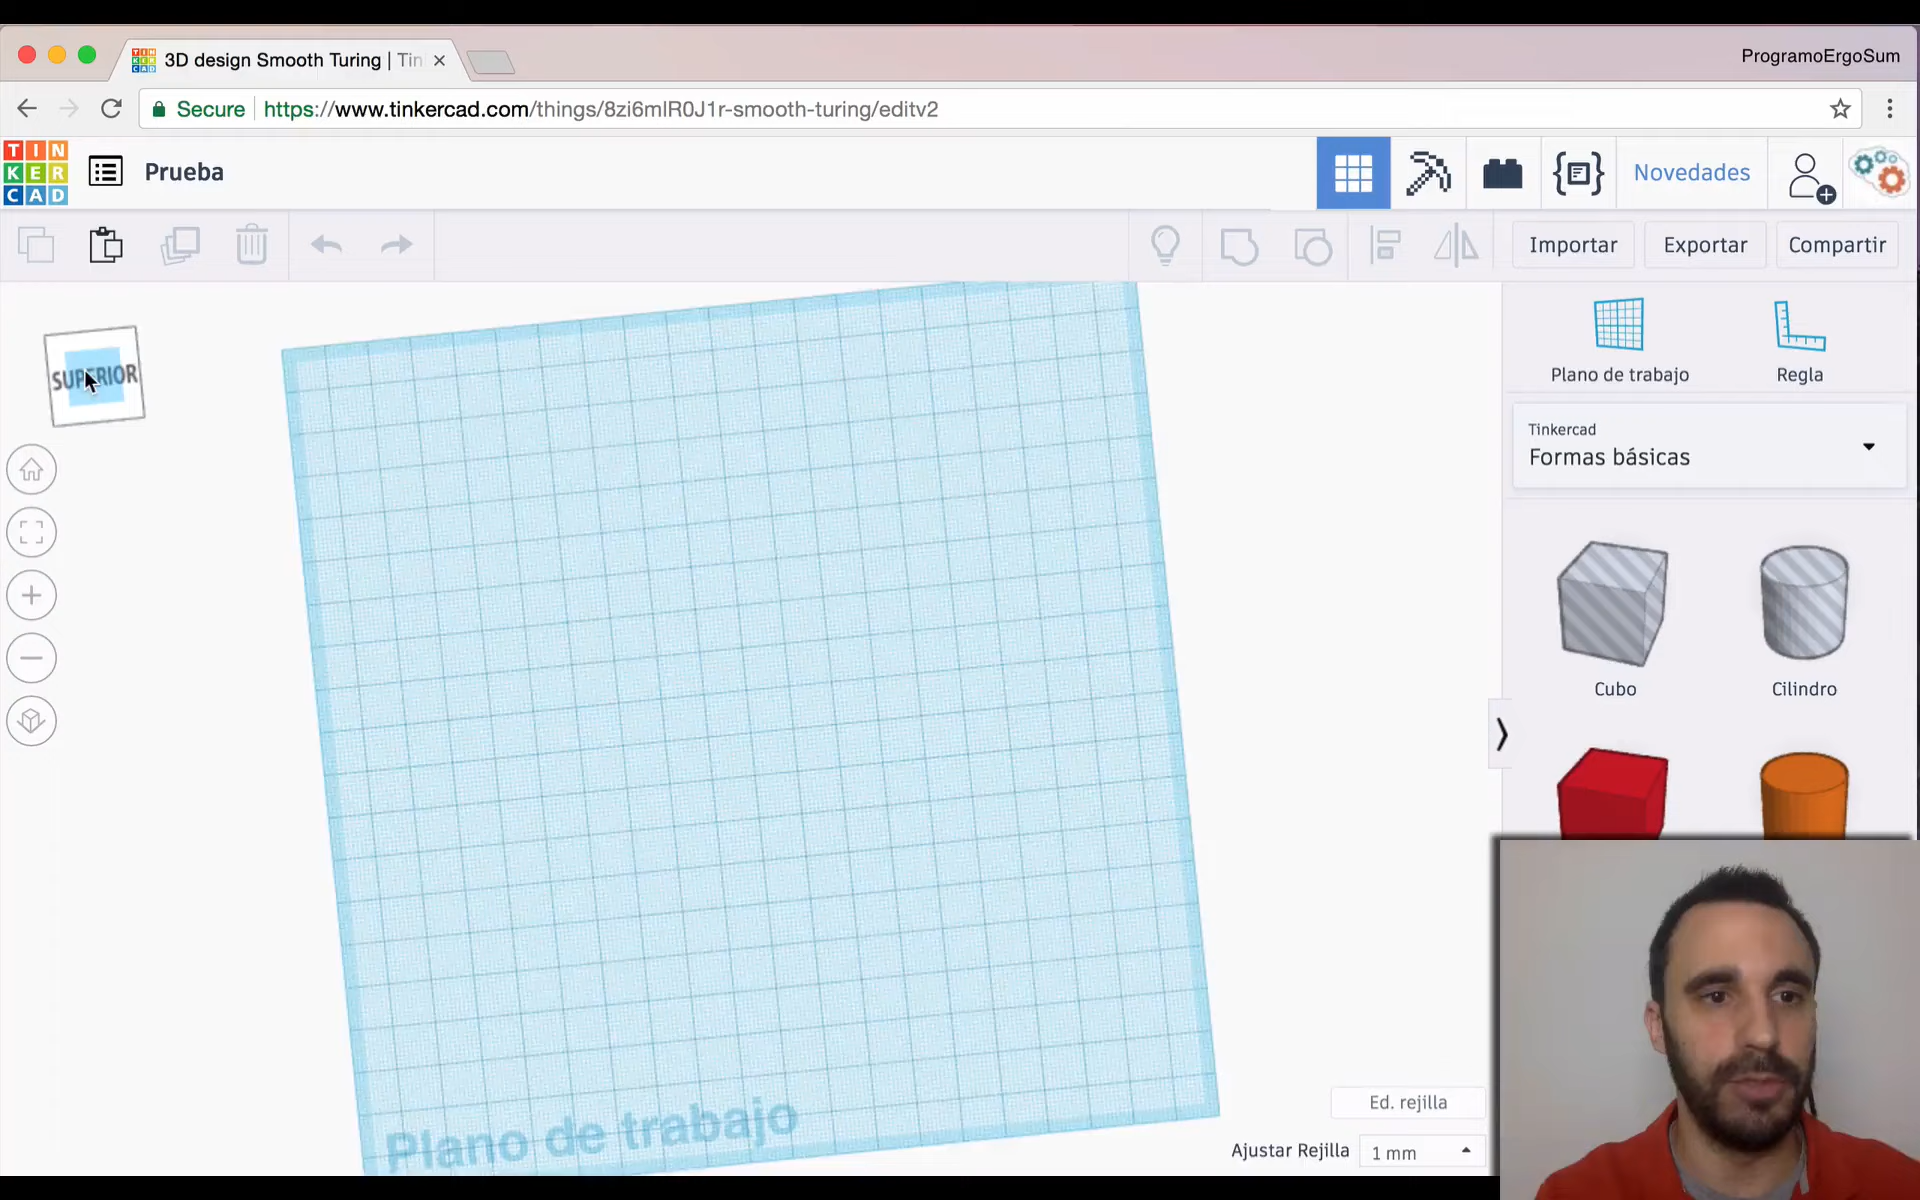 3D design Smooth Turing | Tin
ProgramoErgoSum
Secure https://www.tinkercad.com/things/8zi6mlR0J1r-smooth-turing/editv2
TIN
KER
CAD
Prueba
Novedades
Importar
Exportar
Compartir
SUPERIOR
Plano de trabajo
Regla
Tinkercad
Formas básicas
Cubo
Cilindro
Plano de trabajo
Ed. rejilla
Ajustar Rejilla
1 mm